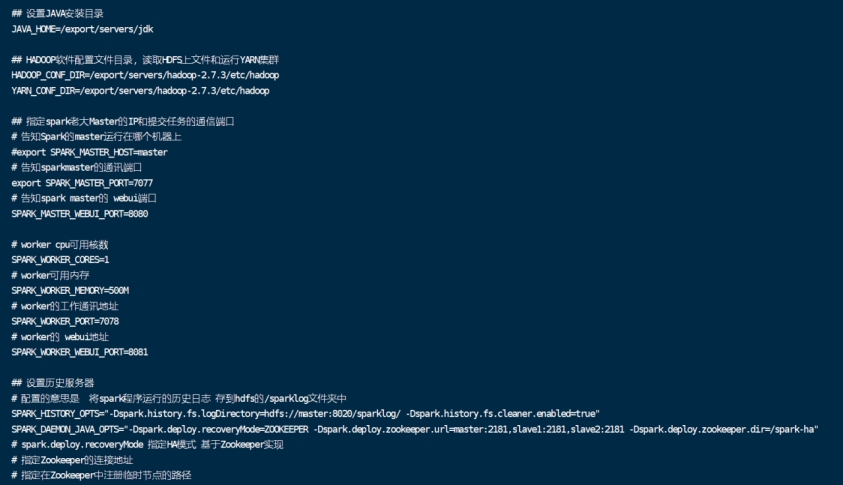 ## 设置JAVA安装目录
JAVA_HOME=/export/servers/jdk
## HADOOP软件配置文件目录，读取HDFS上文件和运行YARN集群
HADOOP_CONF_DIR=/export/servers/hadoop-2.7.3/etc/hadoop
YARN_CONF_DIR=/export/servers/hadoop-2.7.3/etc/hadoop
## 指定spark老大Master的IP和提交任务的通信端口
# 告知Spark的master运行在哪个机器上
#export SPARK_MASTER_HOST=master
# 告知sparkmaster的通讯端口
export SPARK_MASTER_PORT=7077
# 告知spark master的 webui端口
SPARK_MASTER_WEBUI_PORT=8080
# worker cpu可用核数
SPARK_WORKER_CORES=1
# worker可用内存
SPARK_WORKER_MEMORY=500M
# worker的工作通讯地址
SPARK_WORKER_PORT=7078
# worker的 webui地址
SPARK_WORKER_WEBUI_PORT=8081
## 设置历史服务器
# 配置的意思是 将spark程序运行的历史日志 存到hdfs的/sparklog文件夹中
SPARK_HISTORY_OPTS="-Dspark.history.fs.logDirectory=hdfs://master:8020/sparklog/ -Dspark.history.fs.cleaner.enabled=true"
SPARK_DAEMON_JAVA_OPTS="-Dspark.deploy.recoveryMode=ZOOKEEPER -Dspark.deploy.zookeeper.url=master:2181,slave1:2181,slave2:2181 -Dspark.deploy.zookeeper.dir=/spark-ha"
# spark.deploy.recoveryMode 指定HA模式 基于Zookeeper实现
# 指定Zookeeper的连接地址
# 指定在Zookeeper中注册临时节点的路径